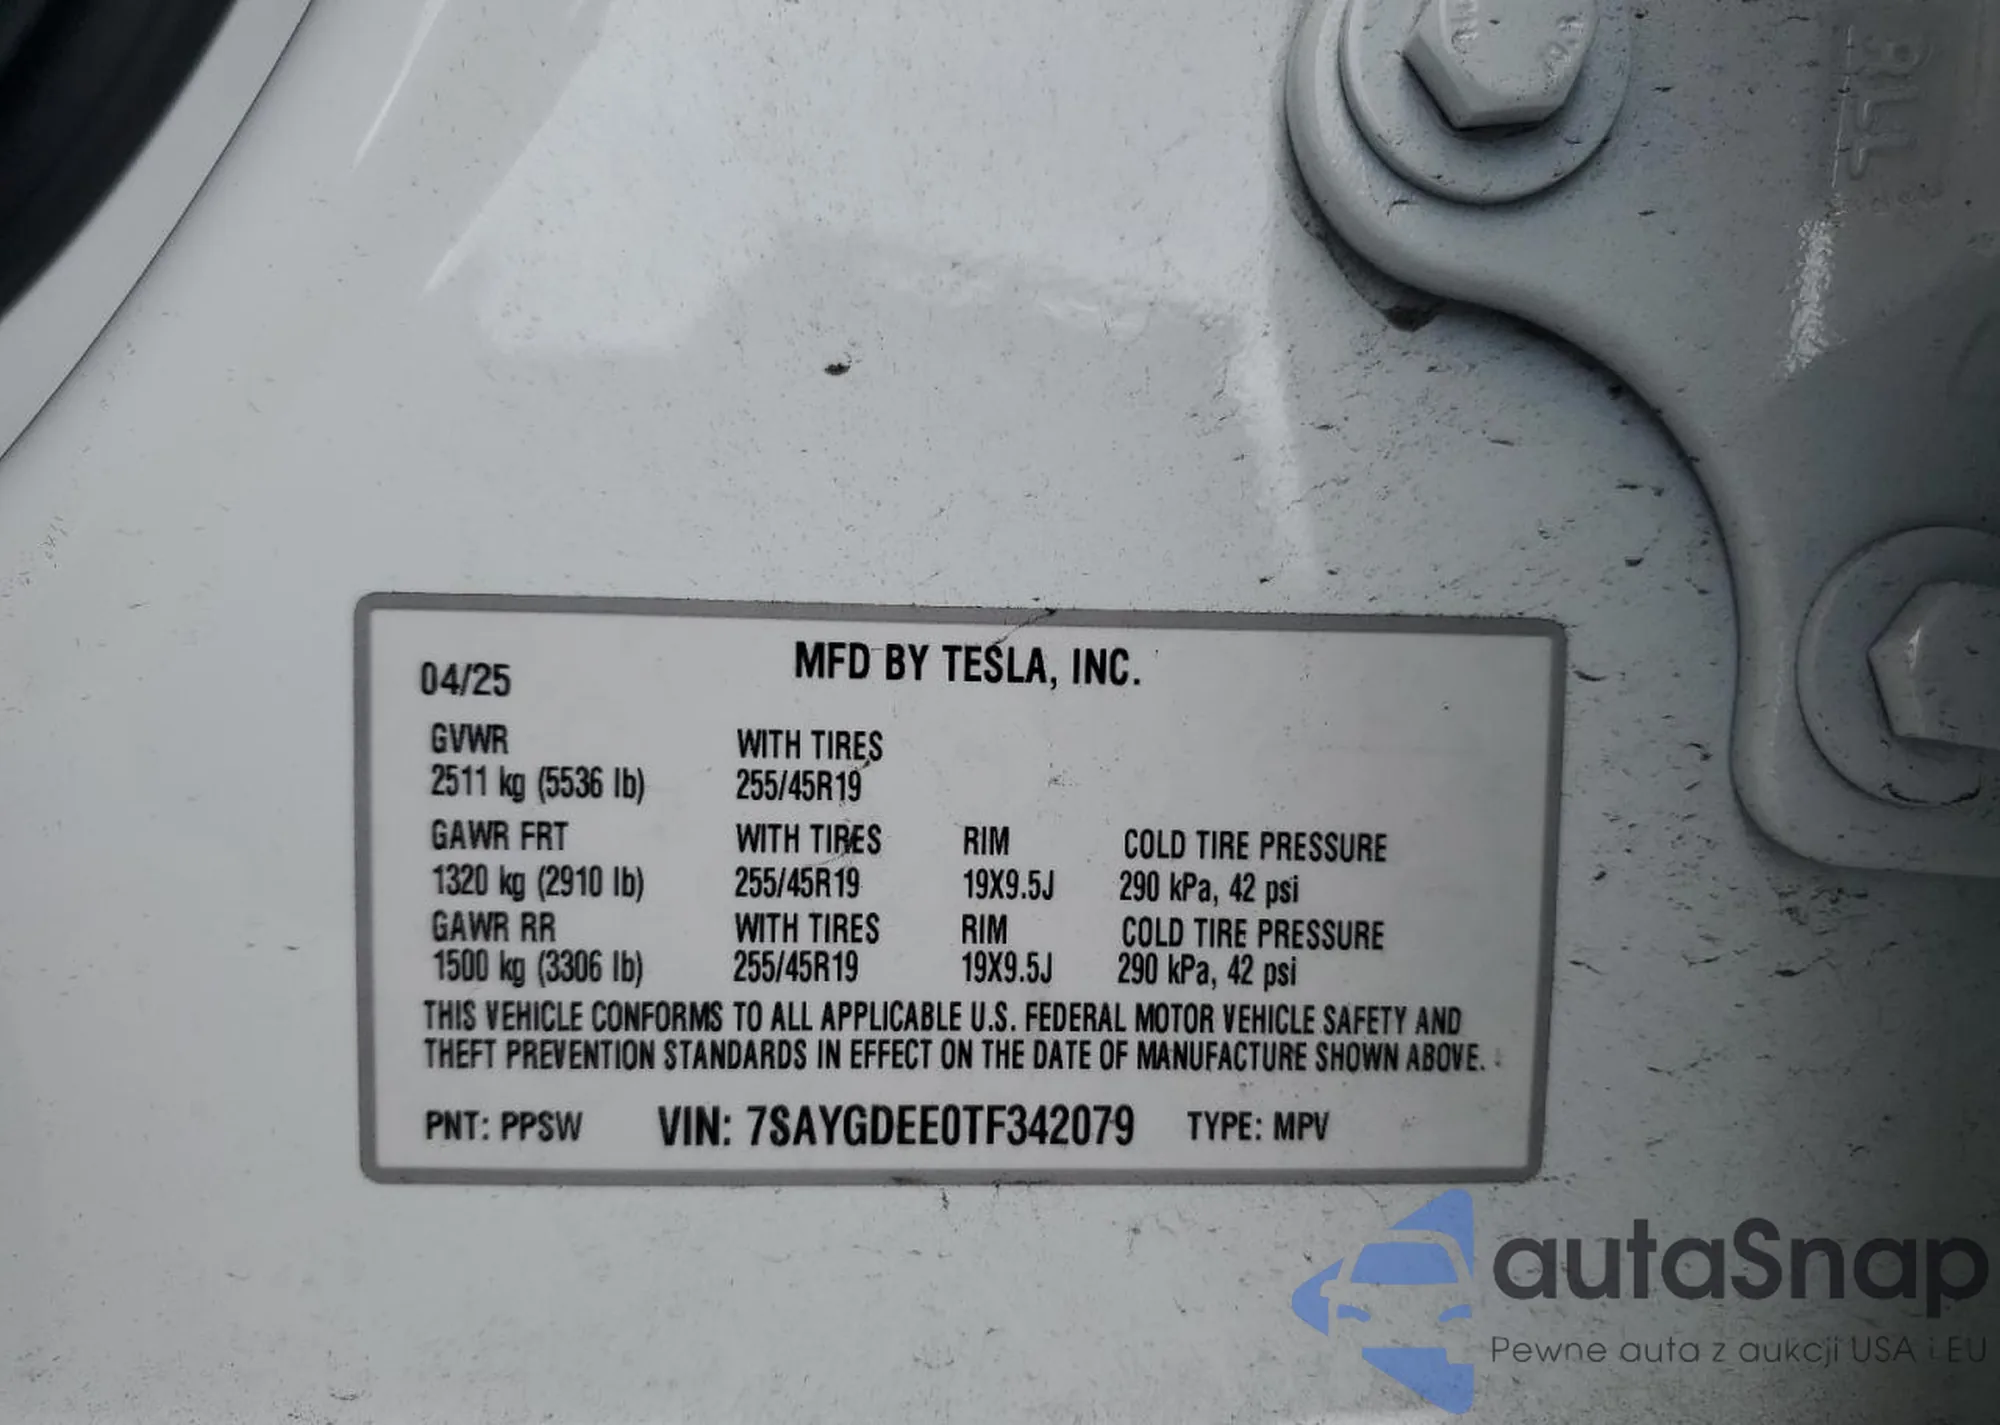 04/25
MFD BY TESLA, INC.
GVWR WITH TIRES
2511 kg (5536 lb) 255/45R19
GAWR FRT WITH TIRES RIM COLD TIRE PRESSURE
1320 kg (2910 lb) 255/45R19 19X9.5J 290 kPa, 42 psi
GAWR RR WITH TIRES RIM COLD TIRE PRESSURE
1500 kg (3306 lb) 255/45R19 19X9.5J 290 kPa, 42 psi
THIS VEHICLE CONFORMS TO ALL APPLICABLE U.S. FEDERAL MOTOR VEHICLE SAFETY AND
THEFT PREVENTION STANDARDS IN EFFECT ON THE DATE OF MANUFACTURE SHOWN ABOVE.
PNT: PPSW VIN: 7SAYGDEE0TF342079 TYPE: MPV
autaSnap
Pewne auta z aukcji USA i EU